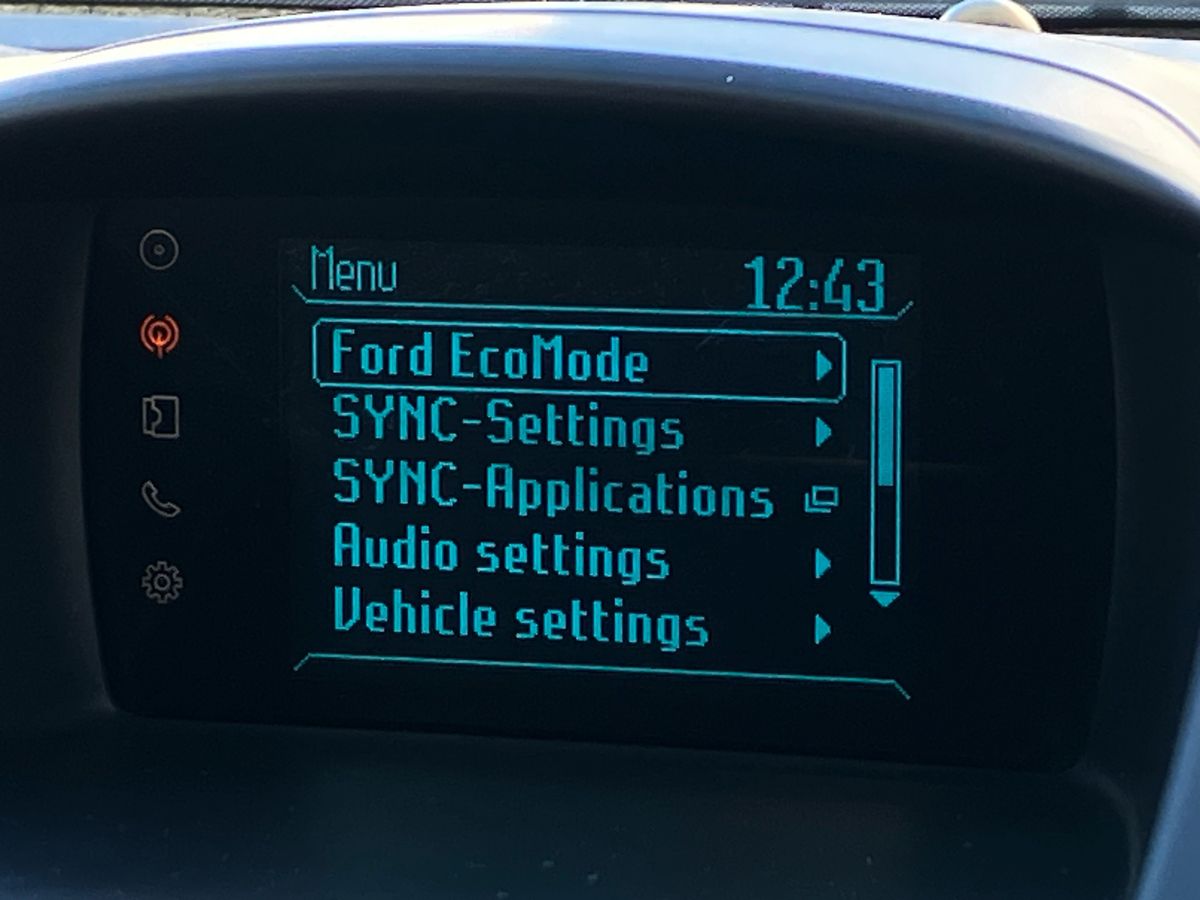 Menu
12:43
Ford EcoMode
SYNC-Settings
SYNC-Applications
Audio settings
Vehicle settings